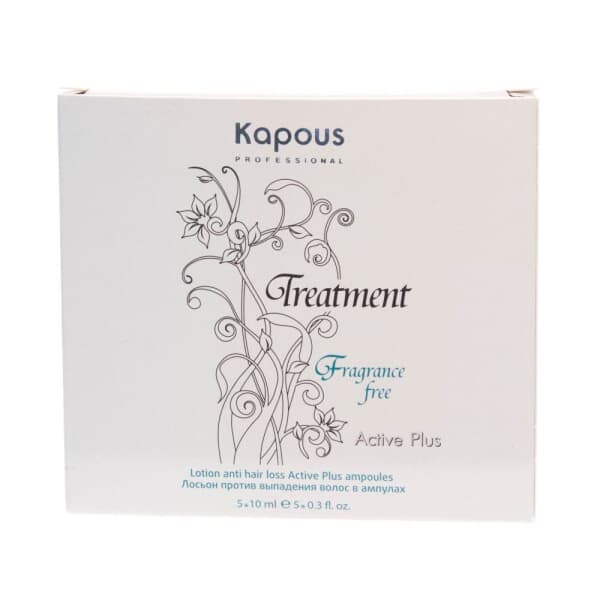 Kapous
PROFESSIONAL
Treatment
Fragrance
free
Active Plus
Lotion anti hair loss Active Plus ampoules
Лосьон против выпадения волос в ампулах
5*10 ml ℮ 5*0.3 fl. oz.